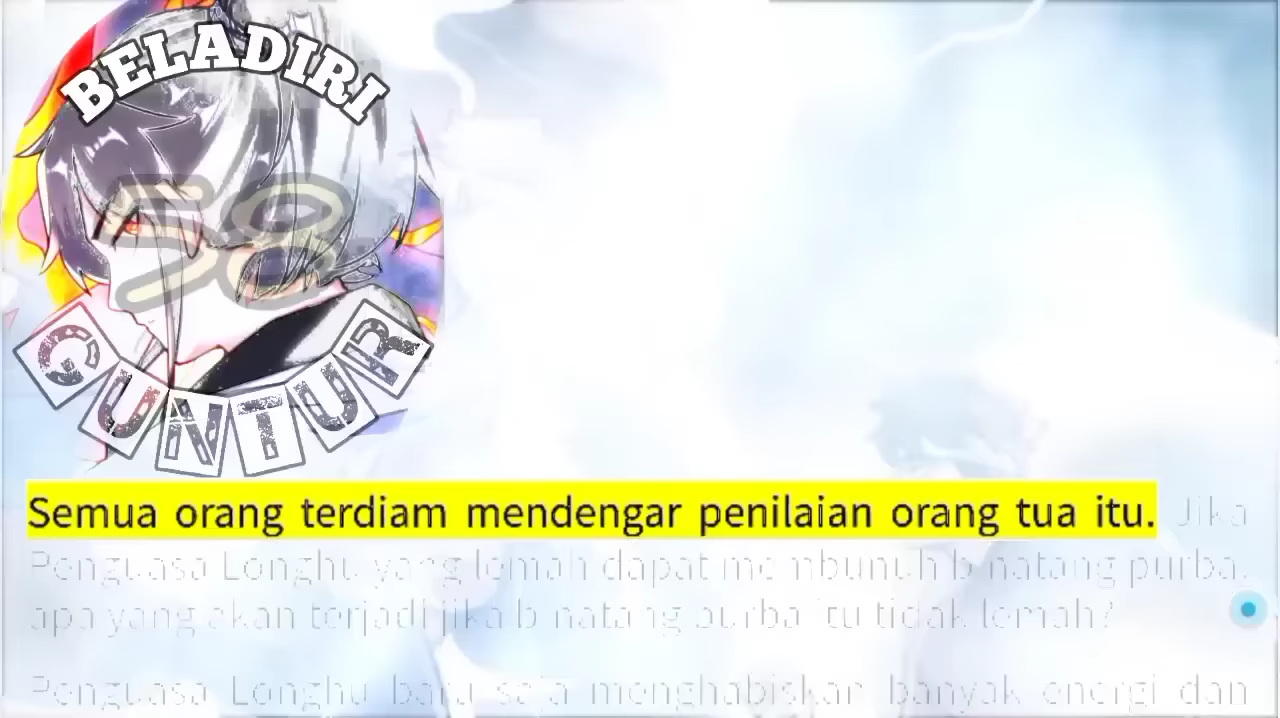 BELADIRI
58
GUNTUR
Semua orang terdiam mendengar penilaian orang tua itu. Jika
Penguasa Longhu yang lemah dapat membunuh binatang purba,
apa yang akan terjadi jika binatang purba itu tidak lemah?
Penguasa Longhu baru saja menghabiskan banyak energi dan